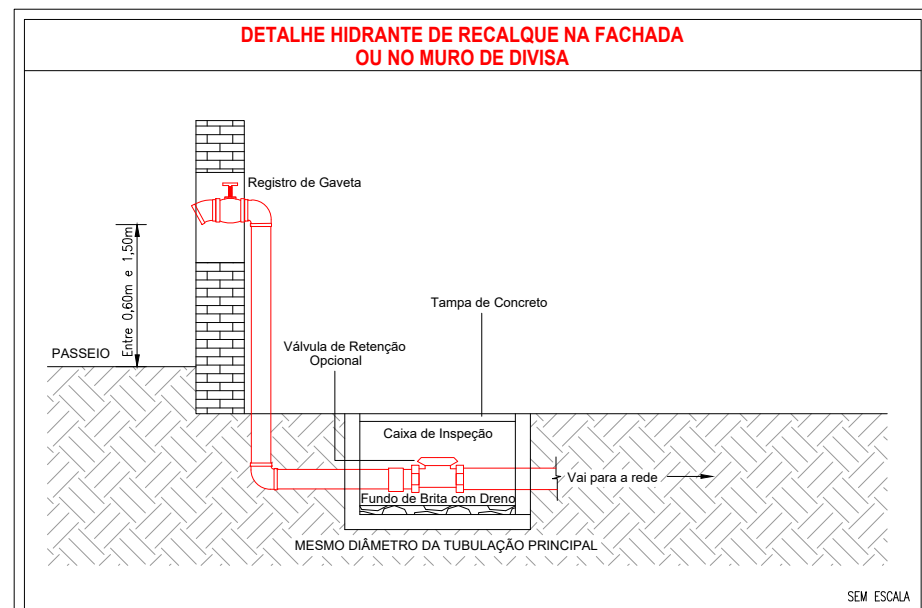 DETALHE HIDRANTE DE RECALQUE NA FACHADA
OU NO MURO DE DIVISA
Registro de Gaveta
Entre 0,60m e 1,50m
Tampa de Concreto
PASSEIO
Válvula de Retenção
Opcional
Caixa de Inspeção
Vai para a rede
Fundo de Brita com Dreno
MESMO DIÂMETRO DA TUBULAÇÃO PRINCIPAL
SEM ESCALA